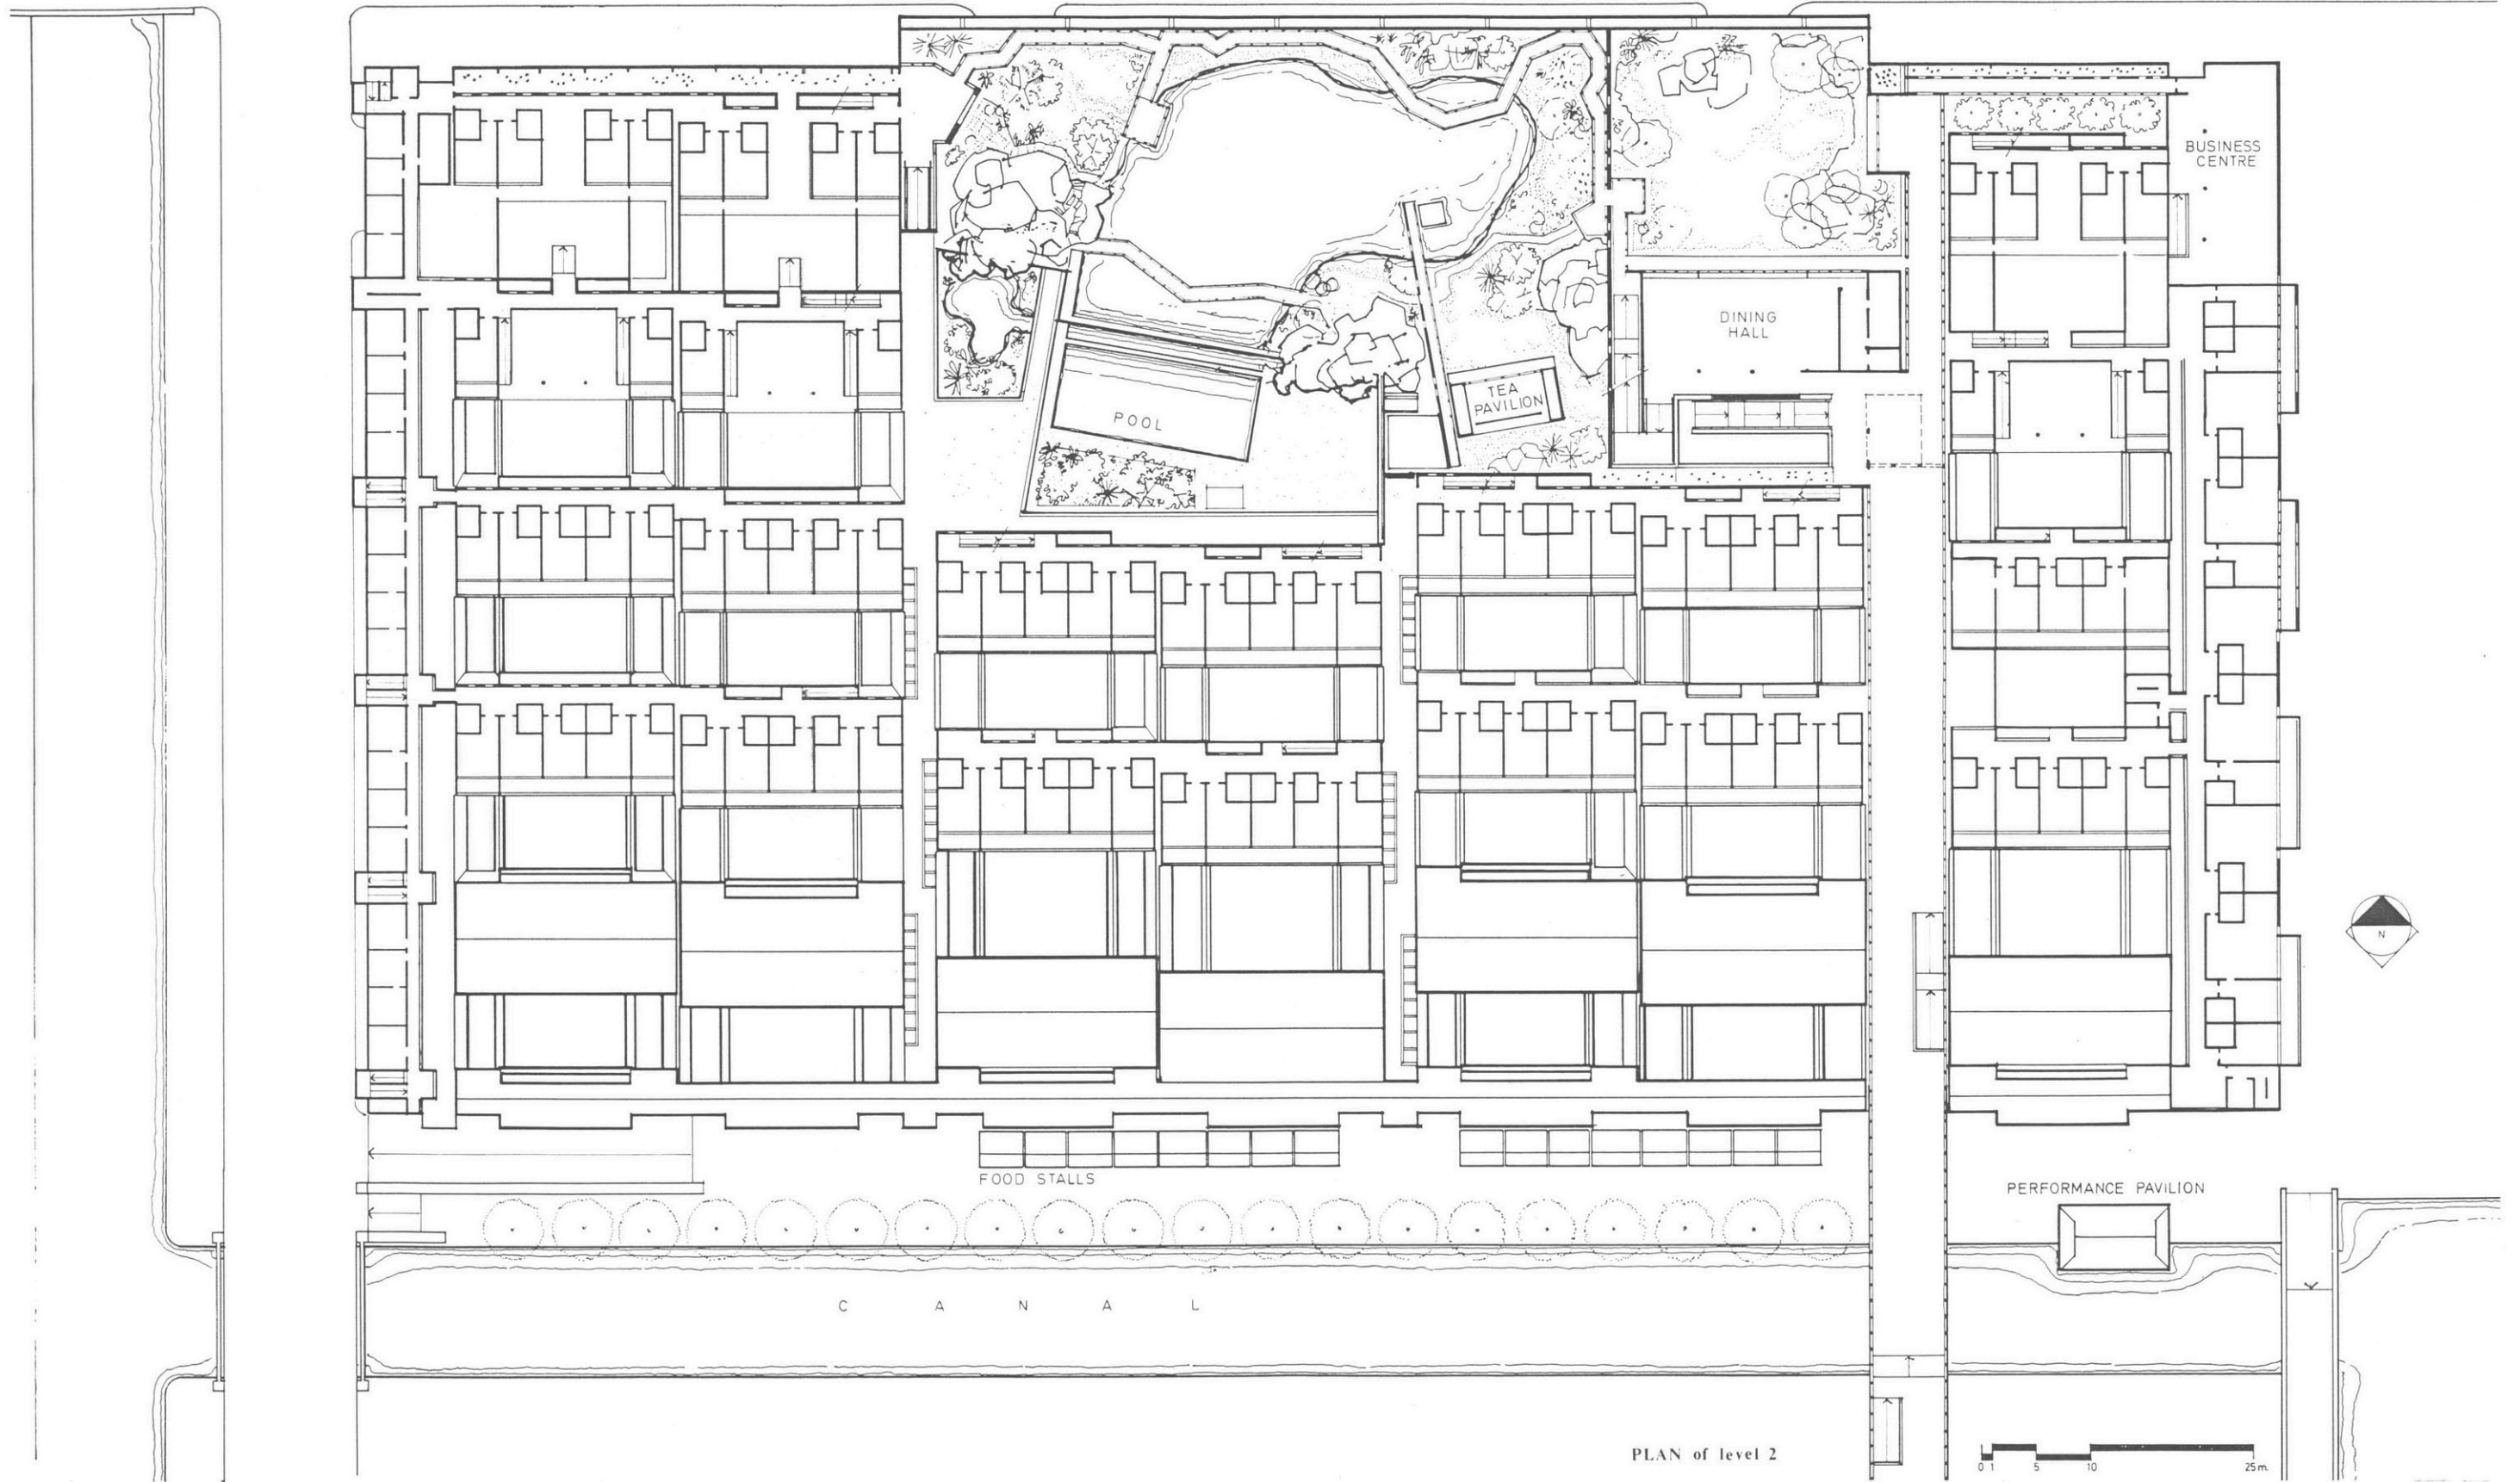 BUSINESS
CENTRE
DINING
HALL
TEA
PAVILION
POOL
N
FOOD STALLS
PERFORMANCE PAVILION
CANAL
PLAN of level 2
0 1 5 10 25m.